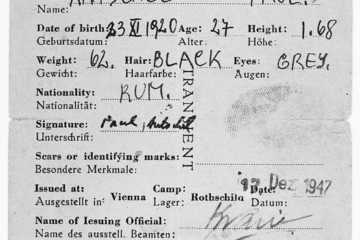 Name:
Date of birth: 23 XI 1920 Age: 27 Height: 1.68
Geburtsdatum: Alter: Höhe:
Weight: 62. Hair: BLACK Eyes: GREY.
Gewicht: Haarfarbe: Augen:
Nationality: RUM.
Nationalität:
TRANSIENT
Signature:
Unterschrift:
Scars or identifying marks:
Besondere Merkmale:
Issued at: Vienna Camp: Rothschild Date: 17. Dez. 1947
Ausgestellt in: Lager: Datum:
Name of Issuing Official:
Name des ausstell. Beamten: